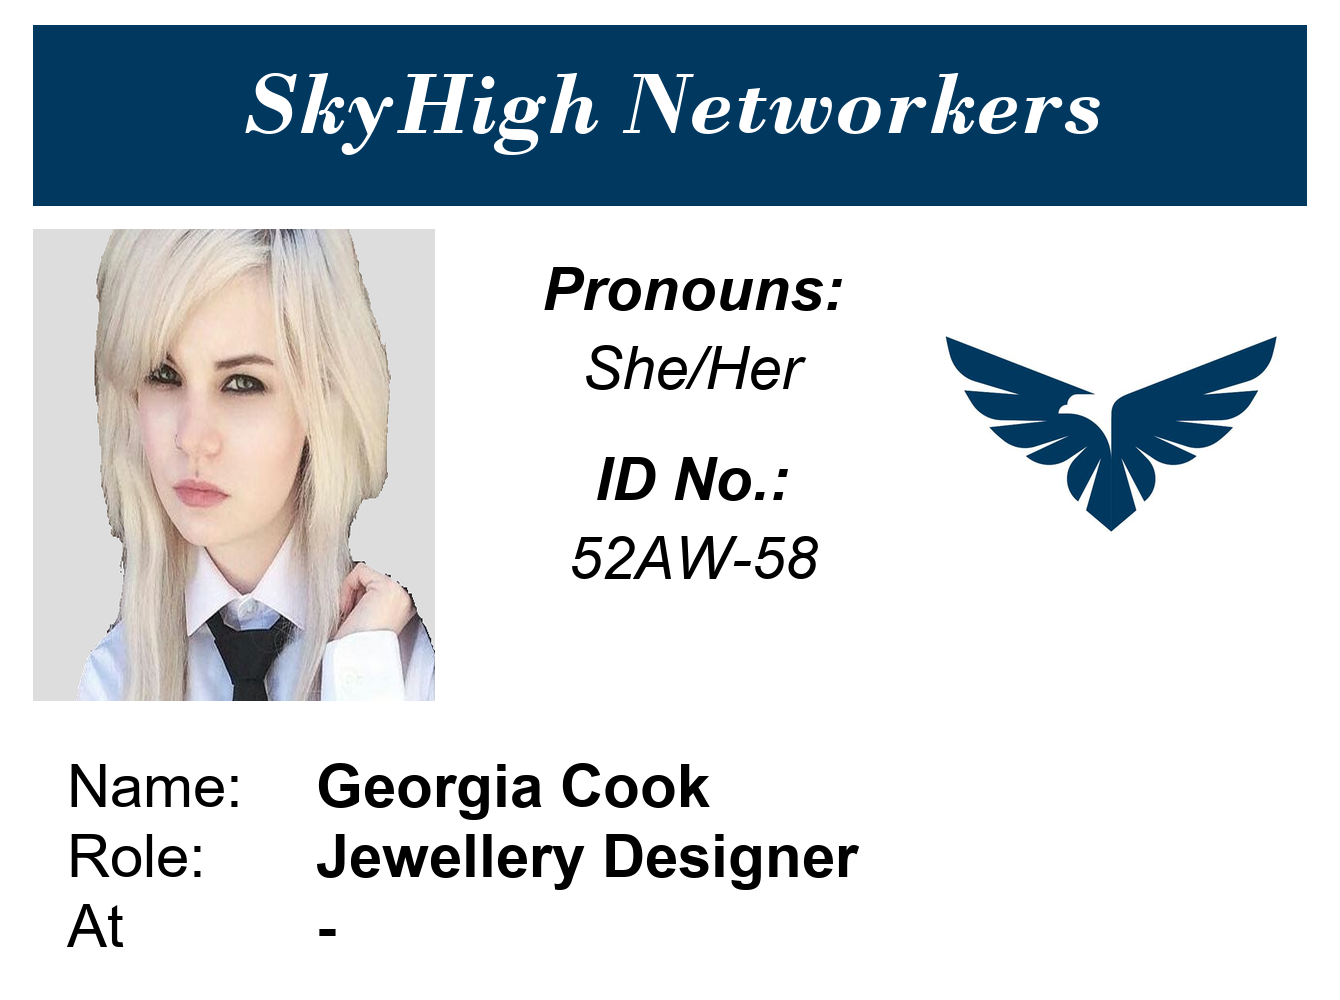 SkyHigh Networkers
Pronouns:
She/Her
ID No.:
52AW-58
Name: Georgia Cook
Role: Jewellery Designer
At -